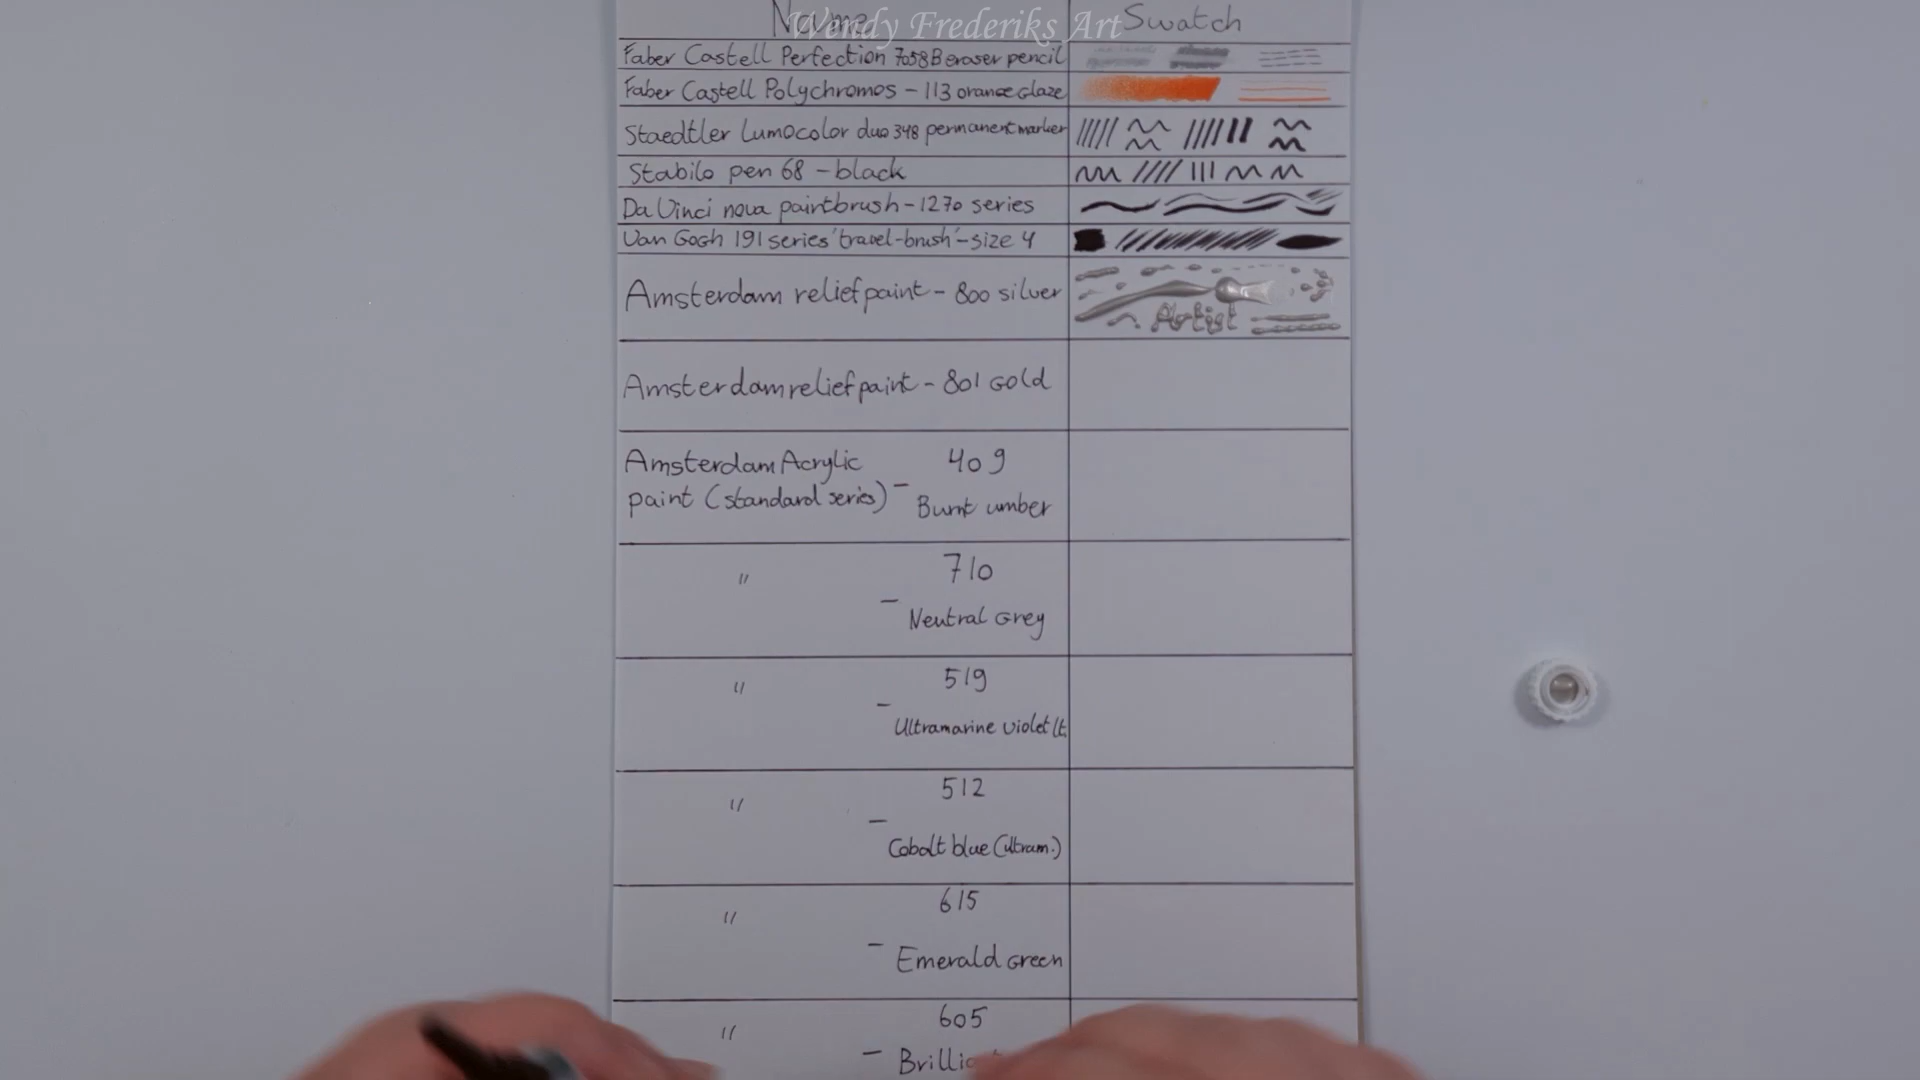 Name Swatch
Wendy Frederiks Art
Faber Castell Perfection 7058B eraser pencil
Faber Castell Polychromos - 113 orange Glaze
Staedtler Lumocolor duo 348 permanent marker
Stabilo pen 68 - black
Da Vinci nova paintbrush - 1270 series
Van Gogh 191 series 'travel-brush' - size 4
Amsterdam relief paint - 800 silver
Artist
Amsterdam relief paint - 801 Gold
Amsterdam Acrylic 409
paint (standard series) - Burnt umber
" 710
- Neutral Grey
" 519
- Ultramarine violet lt.
" 512
- Cobalt blue (ultram.)
" 615
- Emerald Green
" 605